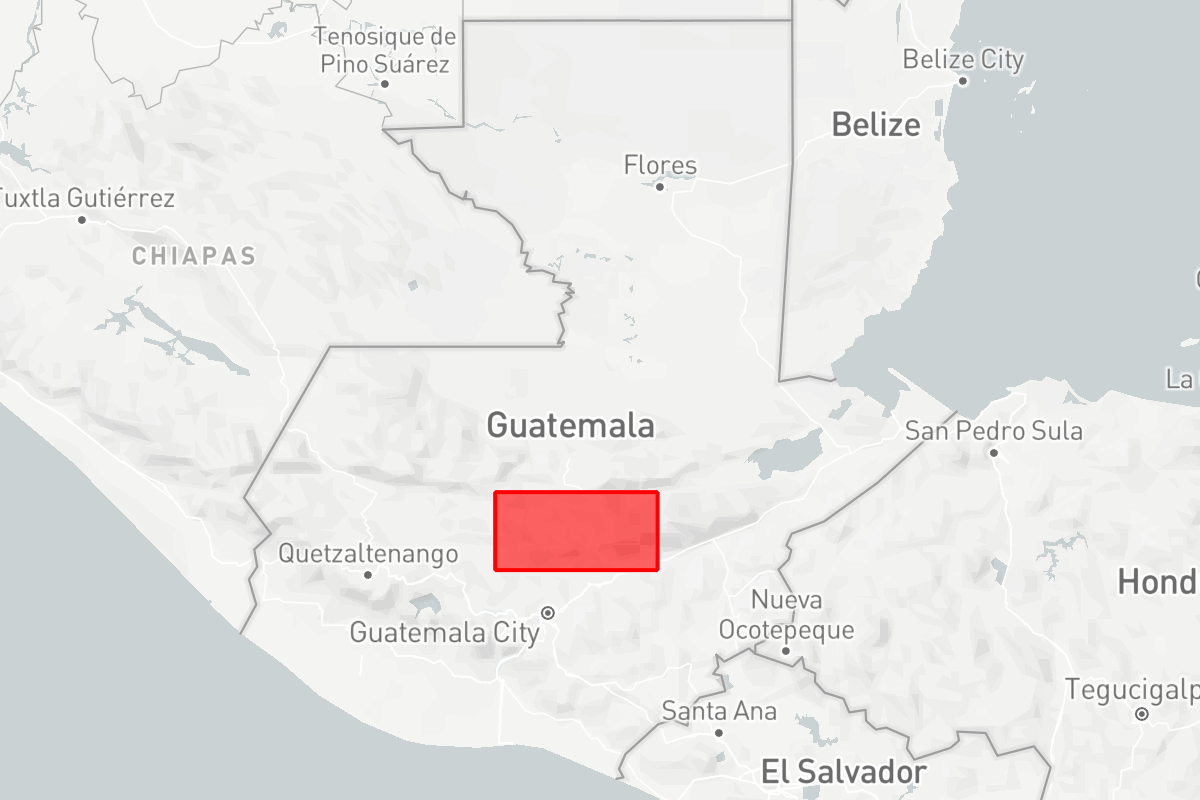 Tenosique de
Pino Suárez
Belize City
Belize
Flores
Tuxtla Gutiérrez
CHIAPAS
La
Guatemala
San Pedro Sula
Quetzaltenango
Hond
Nueva
Ocotepeque
Guatemala City
Tegucigalp
Santa Ana
El Salvador